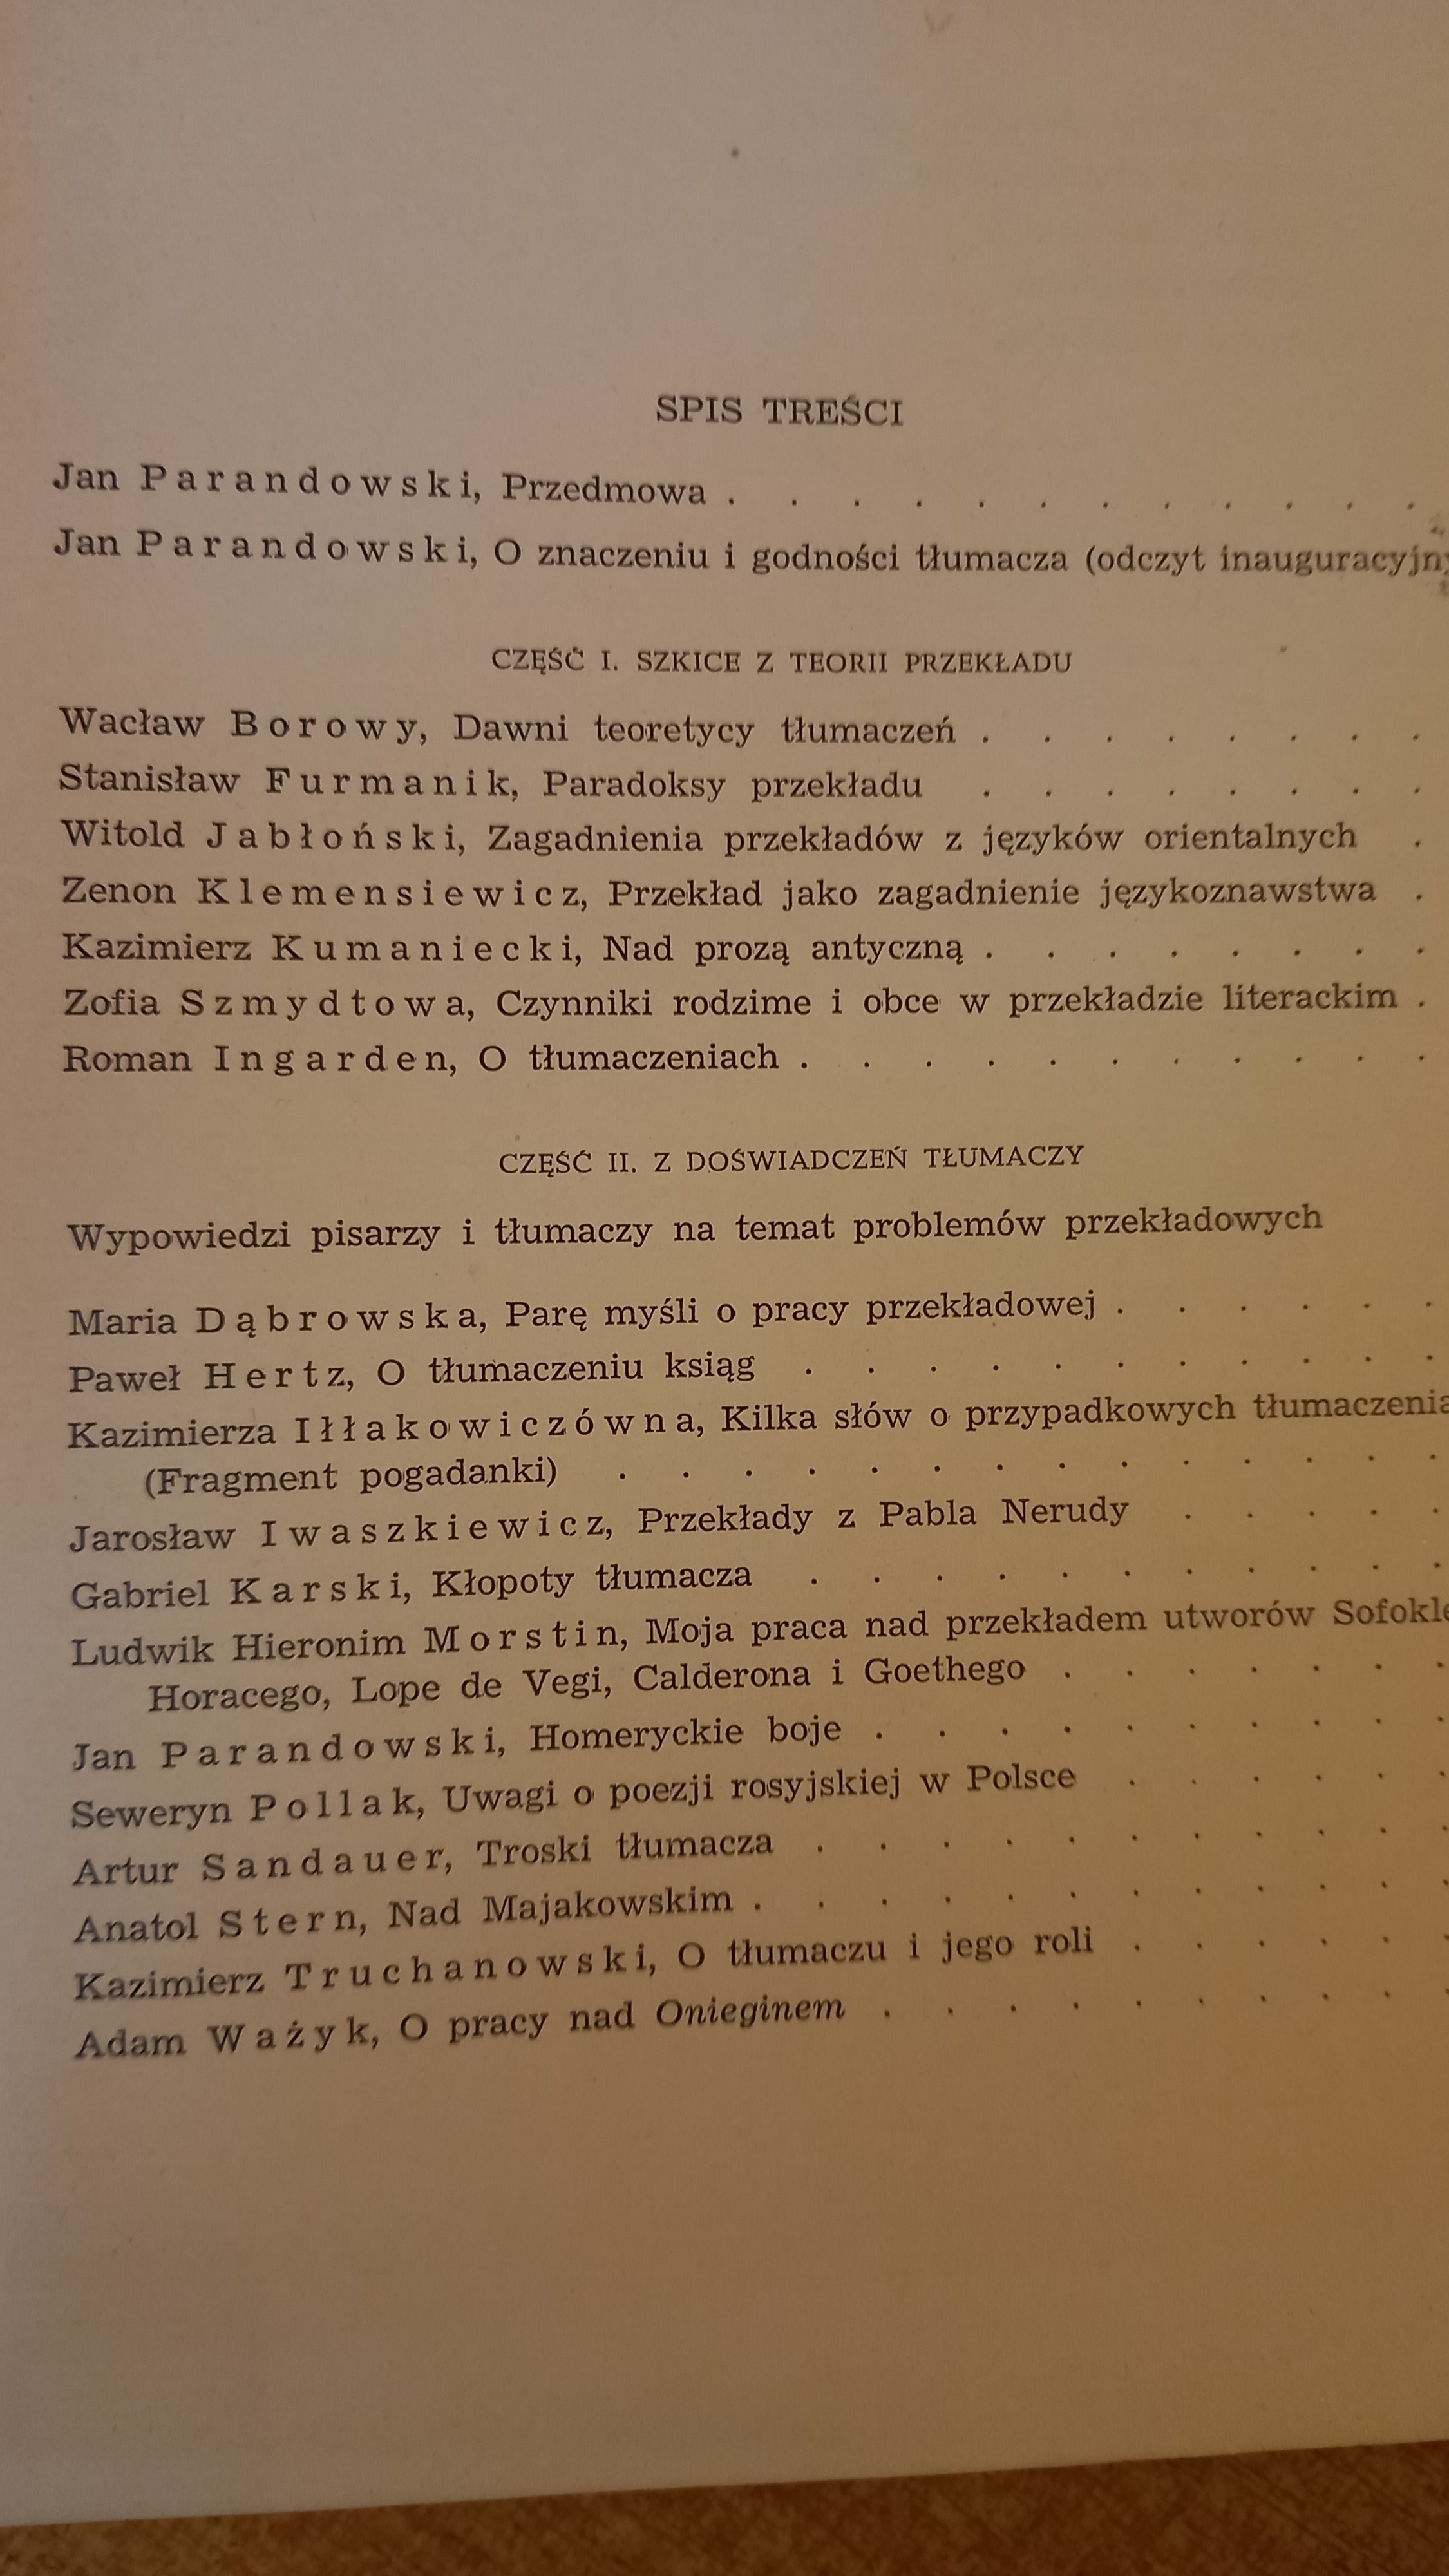 SPIS TREŚCI
Jan Parandowski, Przedmowa . . . . . . . . . . . .
Jan Parandowski, O znaczeniu i godności tłumacza (odczyt
CZĘŚĆ I. SZKICE Z TEORII PRZEKŁADU
Wacław Borowy, Dawni teoretycy tłumaczeń . . . . . . . .
Stanisław Furmanik, Paradoksy przekładu . . . . . . . .
Witold Jabłoński, Zagadnienia przekładów z języków orientalnych .
Zenon Klemensiewicz, Przekład jako zagadnienie językoznawstwa .
Kazimierz Kumaniecki, Nad prozą antyczną . . . . . . . .
Zofia Szmydtowa, Czynniki rodzime i obce w przekładzie literackim .
Roman Ingarden, O tłumaczeniach . . . . . . . . . . .
CZĘŚĆ II. Z DOŚWIADCZEŃ TŁUMACZY
Wypowiedzi pisarzy i tłumaczy na temat problemów przekładowych
Maria Dąbrowska, Parę myśli o pracy przekładowej . . . . . .
Paweł Hertz, O tłumaczeniu ksiąg . . . . . . . . . . .
Kazimierza Iłłakowiczówna, Kilka słów o przypadkowych
(Fragment pogadanki) . . . . . . . . . . . . . .
Jarosław Iwaszkiewicz, Przekłady z Pabla Nerudy . . . . .
Gabriel Karski, Kłopoty tłumacza . . . . . . . . . . .
Ludwik Hieronim Morstin, Moja praca nad przekładem utworów
Horacego, Lope de Vegi, Calderona i Goethego . . . . . . .
Jan Parandowski, Homeryckie boje . . . . . . . . . .
Seweryn Pollak, Uwagi o poezji rosyjskiej w Polsce . . . . . .
Artur Sandauer, Troski tłumacza . . . . . . . . . . .
Anatol Stern, Nad Majakowskim . . . . . . . . . . . .
Kazimierz Truchanowski, O tłumaczu i jego roli . . . . . .
Adam Ważyk, O pracy nad Onieginem . . . . . . . . . .